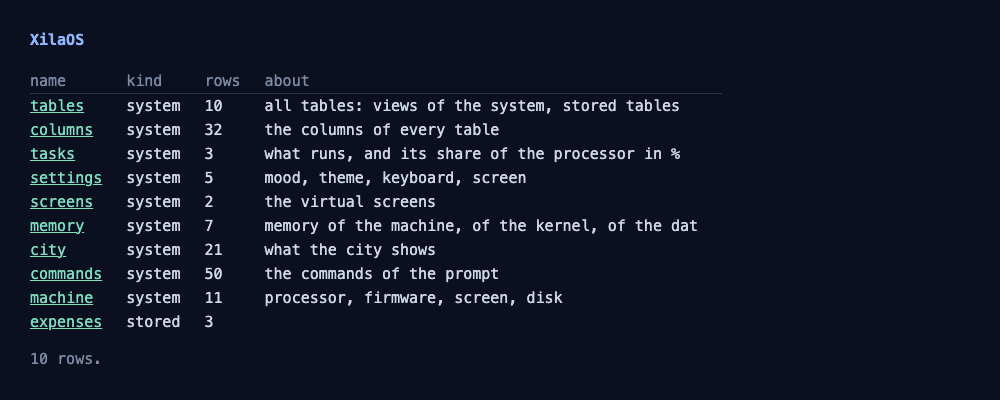 XilaOS
name kind rows about
tables system 10 all tables: views of the system, stored tables
columns system 32 the columns of every table
tasks system 3 what runs, and its share of the processor in %
settings system 5 mood, theme, keyboard, screen
screens system 2 the virtual screens
memory system 7 memory of the machine, of the kernel, of the dat
city system 21 what the city shows
commands system 50 the commands of the prompt
machine system 11 processor, firmware, screen, disk
expenses stored 3
10 rows.